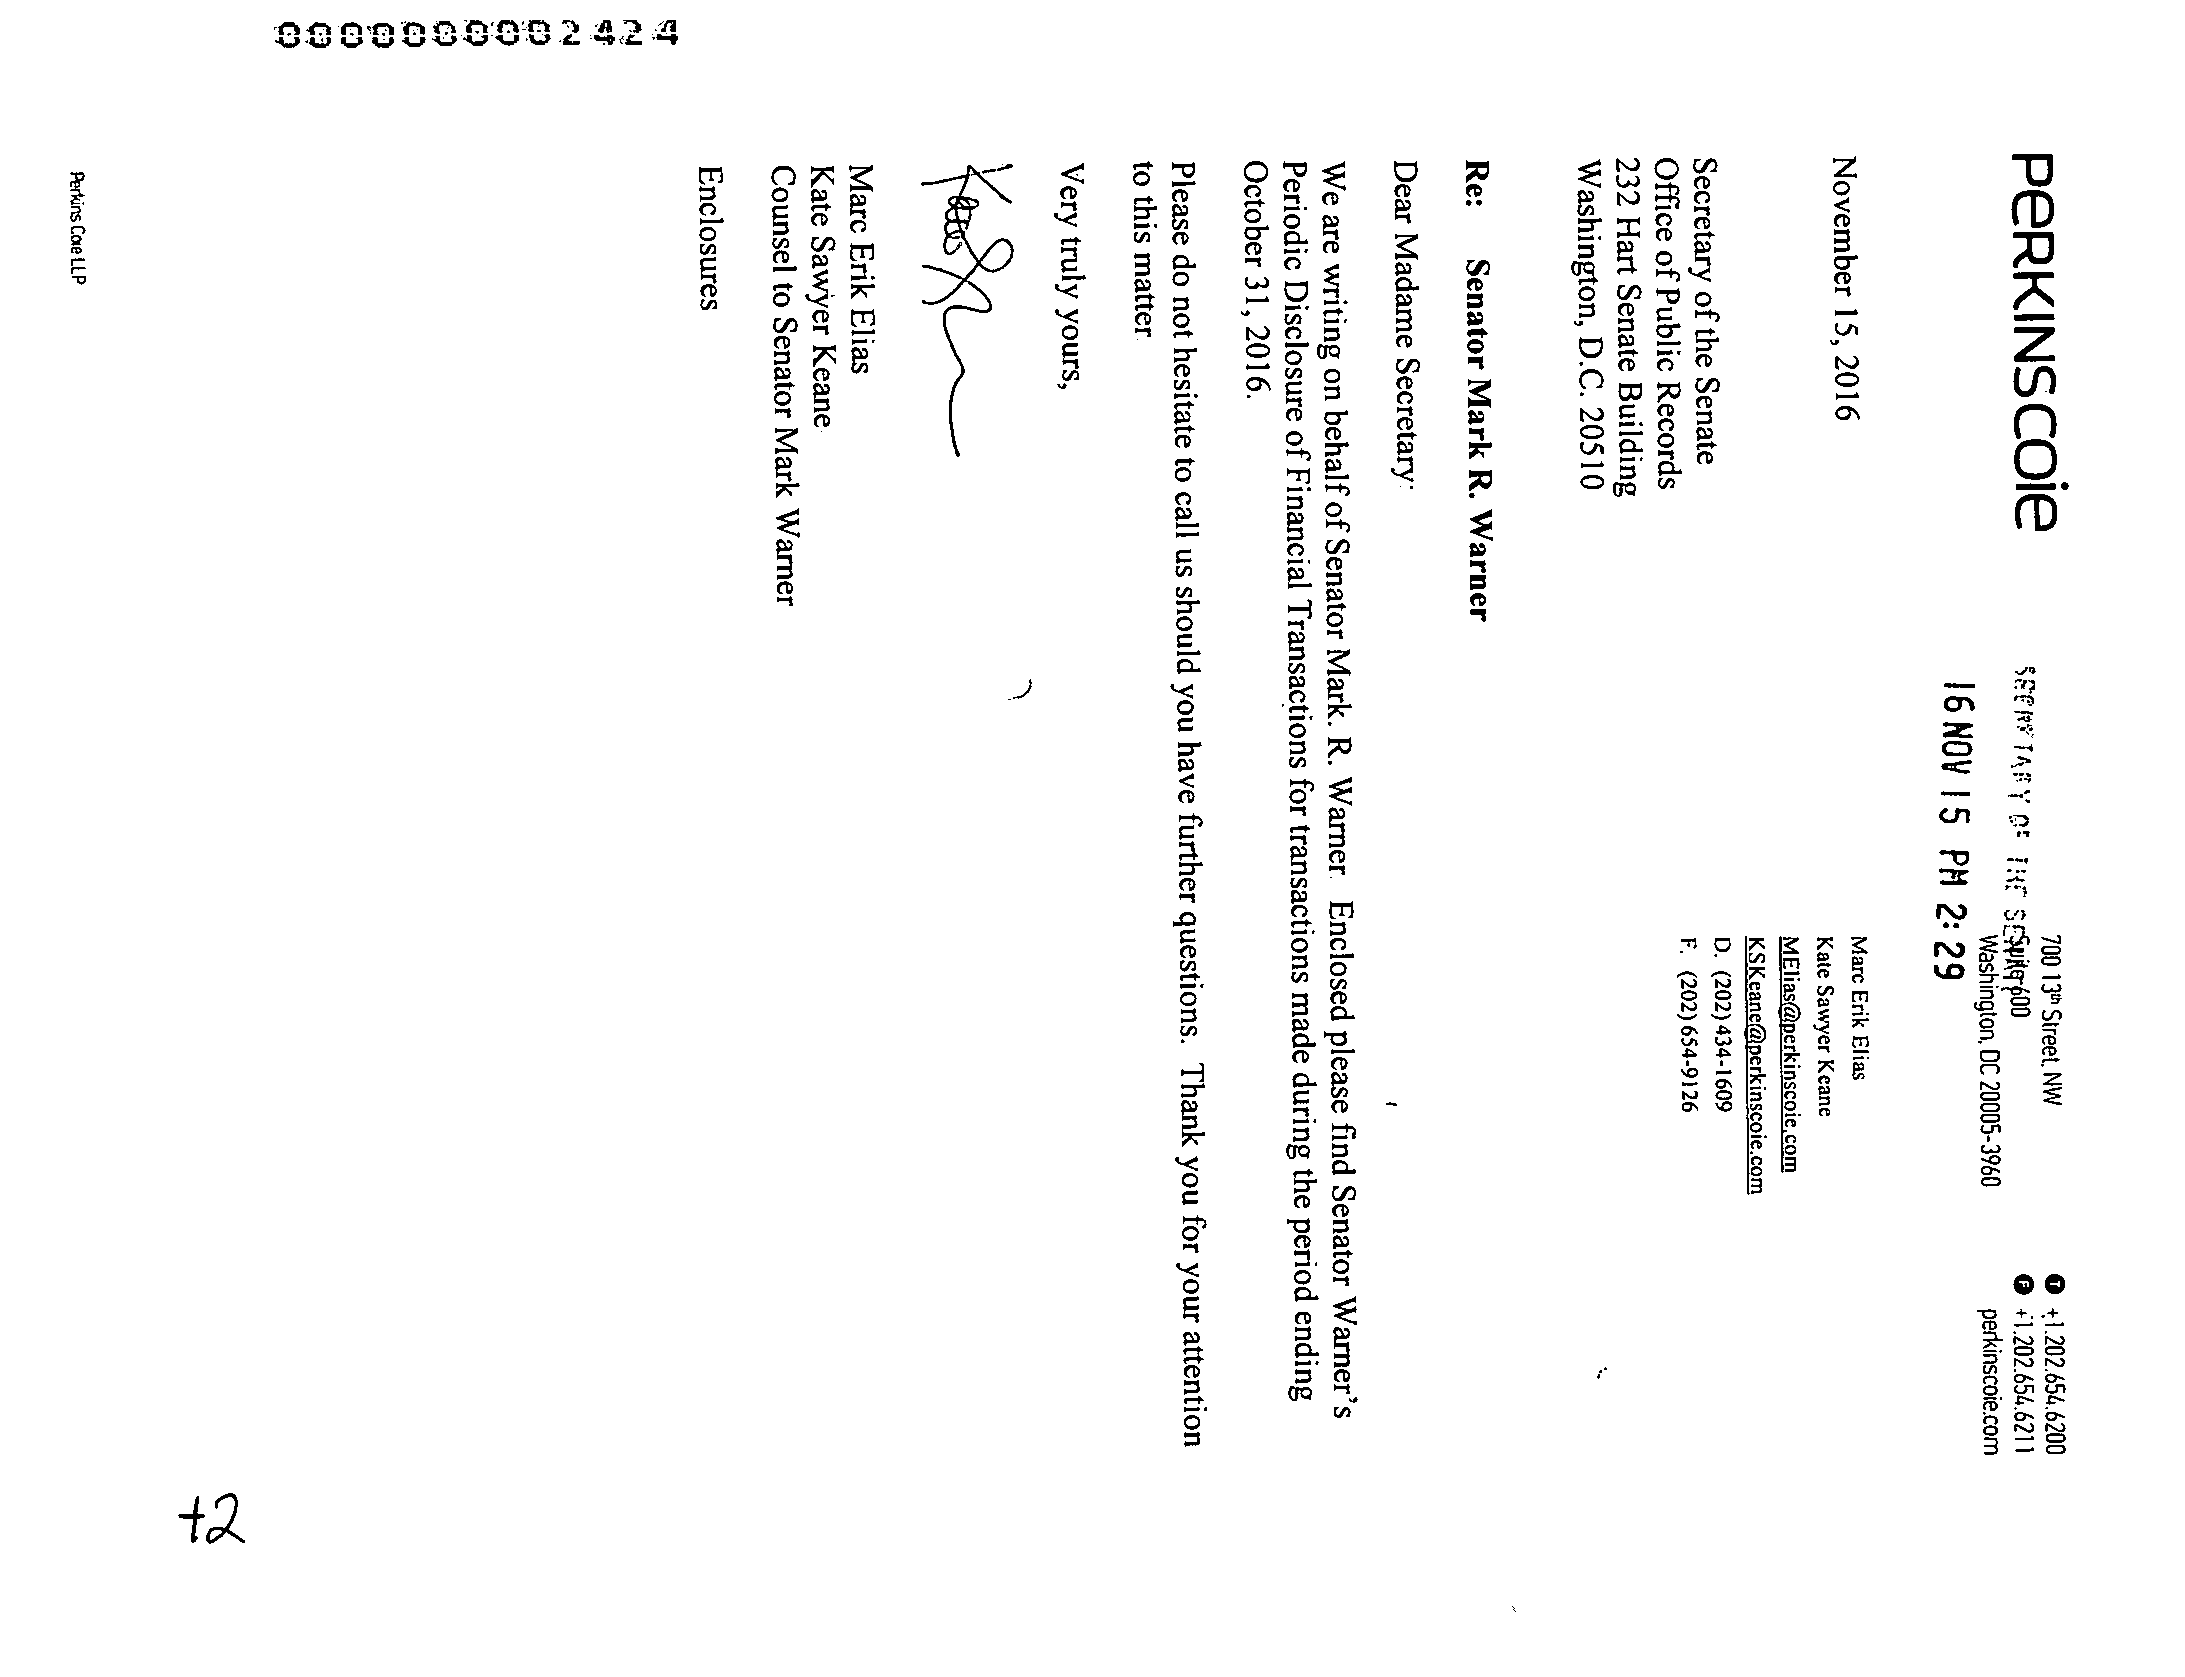 PERKINSCOIE
700 13th Street, NW
Suite 600
Washington, DC 20005-3960
T +1.202.654.6200
F +1.202.654.6211
perkinscoie.com
SECRETARY OF THE SENATE
16 NOV 15 PM 2:29
November 15, 2016
Marc Erik Elias
Kate Sawyer Keane
MElias@perkinscoie.com
KSKeane@perkinscoie.com
D. (202) 434-1609
F. (202) 654-9126
Secretary of the Senate
Office of Public Records
232 Hart Senate Building
Washington, D.C. 20510
Re: Senator Mark R. Warner
Dear Madame Secretary:
We are writing on behalf of Senator Mark. R. Warner. Enclosed please find Senator Warner's
Periodic Disclosure of Financial Transactions for transactions made during the period ending
October 31, 2016.
Please do not hesitate to call us should you have further questions. Thank you for your attention
to this matter.
Very truly yours,
Marc Erik Elias
Kate Sawyer Keane
Counsel to Senator Mark Warner
Enclosures
Perkins Coie LLP
+2
0000000002424